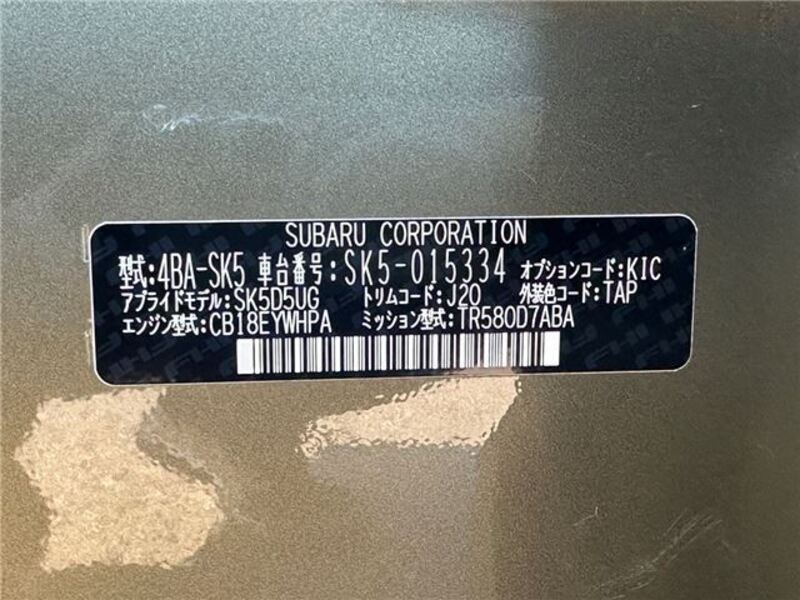 SUBARU CORPORATION
型式:4BA-SK5 車台番号:SK5-015334 オプションコード:KIC
アプライドモデル:SK5D5UG トリムコード:J20 外装色コード:TAP
エンジン型式:CB18EYWHPA ミッション型式:TR580D7ABA